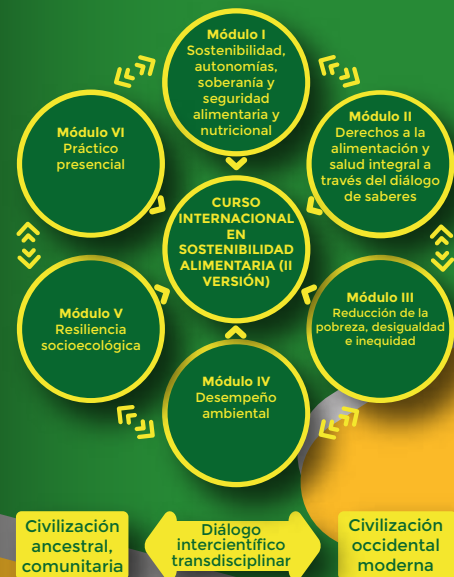 Módulo I
Sostenibilidad,
autonomías,
soberanía y
seguridad
alimentaria y
nutricional
Módulo VI
Práctico
presencial
Módulo II
Derechos a la
alimentación y
salud integral a
través del diálogo
de saberes
CURSO
INTERNACIONAL
EN
SOSTENIBILIDAD
ALIMENTARIA (II
VERSIÓN)
Módulo V
Resiliencia
socioecológica
Módulo III
Reducción de la
pobreza, desigualdad
e inequidad
Módulo IV
Desempeño
ambiental
Civilización
ancestral,
comunitaria
Diálogo
intercientífico
transdisciplinar
Civilización
occidental
moderna